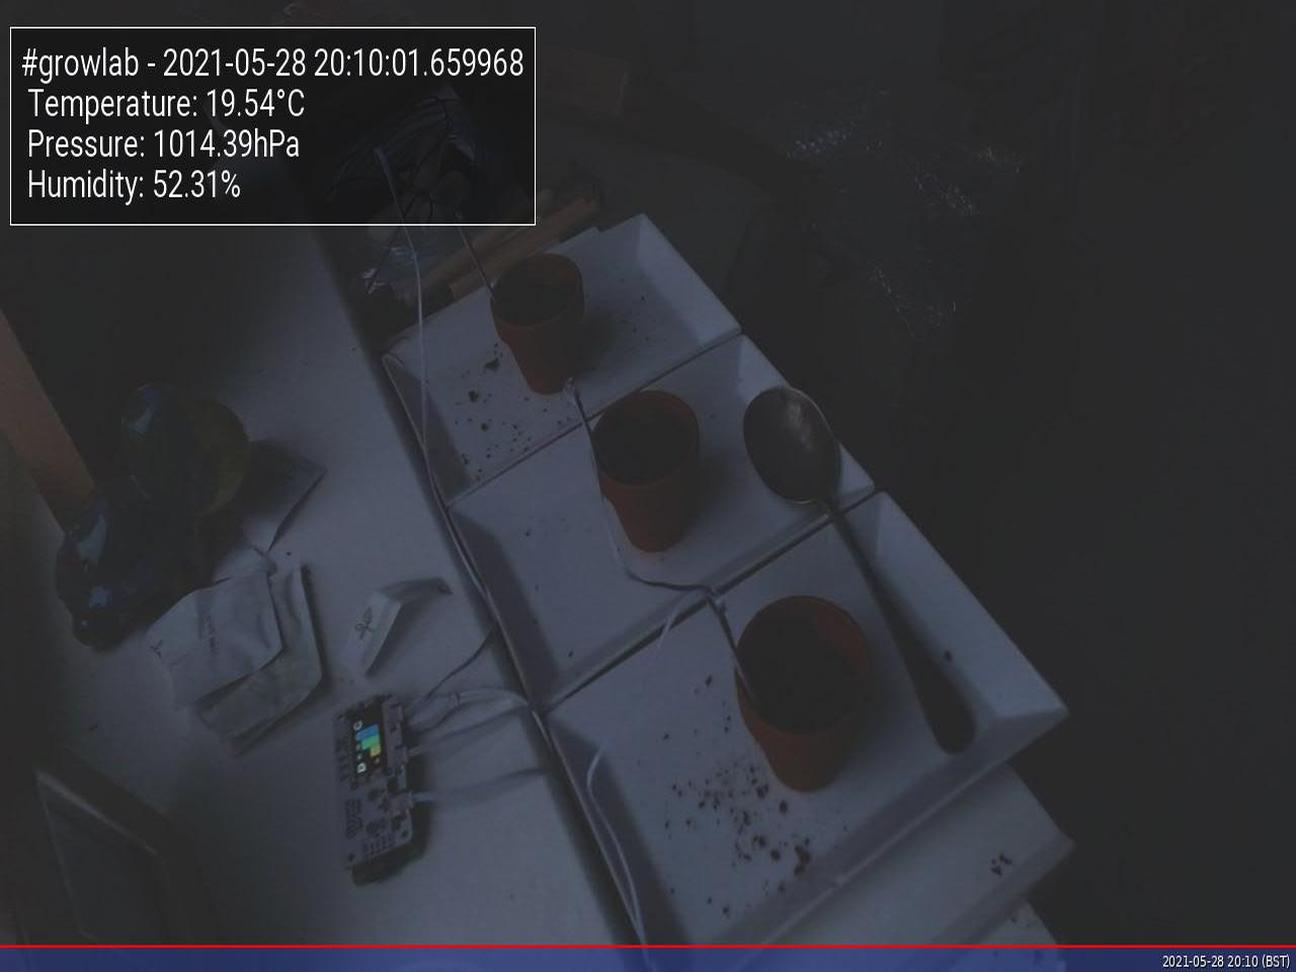 #growlab - 2021-05-28 20:10:01.659968
Temperature: 19.54°C
Pressure: 1014.39hPa
Humidity: 52.31%
2021-05-28 20:10 (BST)